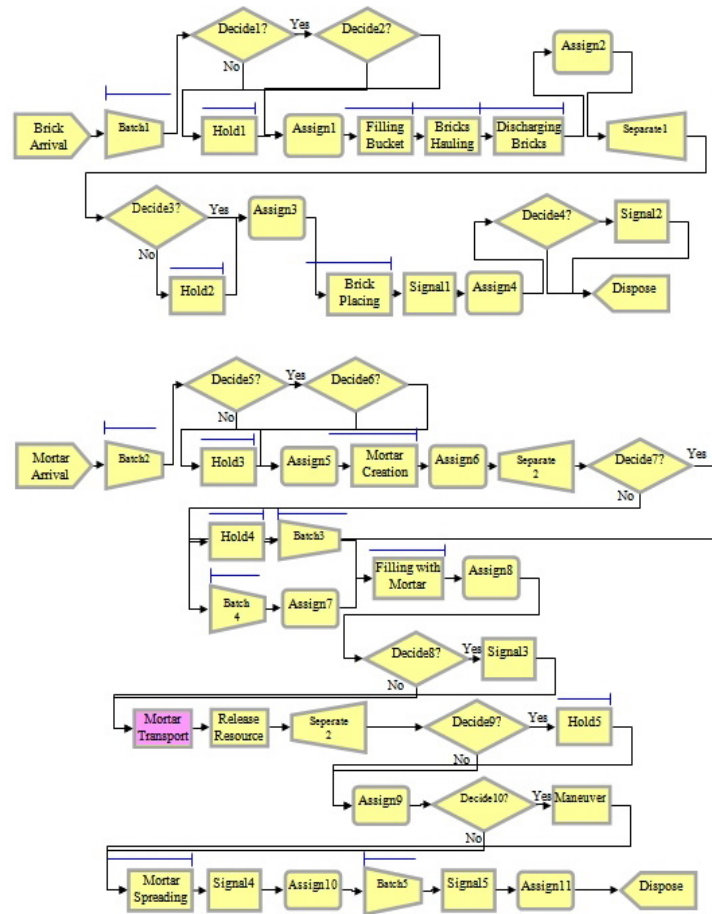 Decide1?
Yes
Decide2?
No
Assign2
Brick
Arrival
Batch1
Hold1
Assign1
Filling
Bucket
Bricks
Hauling
Discharging
Bricks
Separate1
Decide3?
Yes
No
Hold2
Assign3
Brick
Placing
Signal1
Assign4
Decide4?
Signal2
Dispose
Decide5?
Yes
Decide6?
No
Mortar
Arrival
Batch2
Hold3
Assign5
Mortar
Creation
Assign6
Separate
2
Decide7?
Yes
No
Hold4
Batch3
Batch
4
Assign7
Filling with
Mortar
Assign8
Decide8?
Yes
No
Signal3
Mortar
Transport
Release
Resource
Seperate
2
Decide9?
Yes
No
Hold5
Assign9
Decide10?
Yes
No
Maneuver
Mortar
Spreading
Signal4
Assign10
Batch5
Signal5
Assign11
Dispose